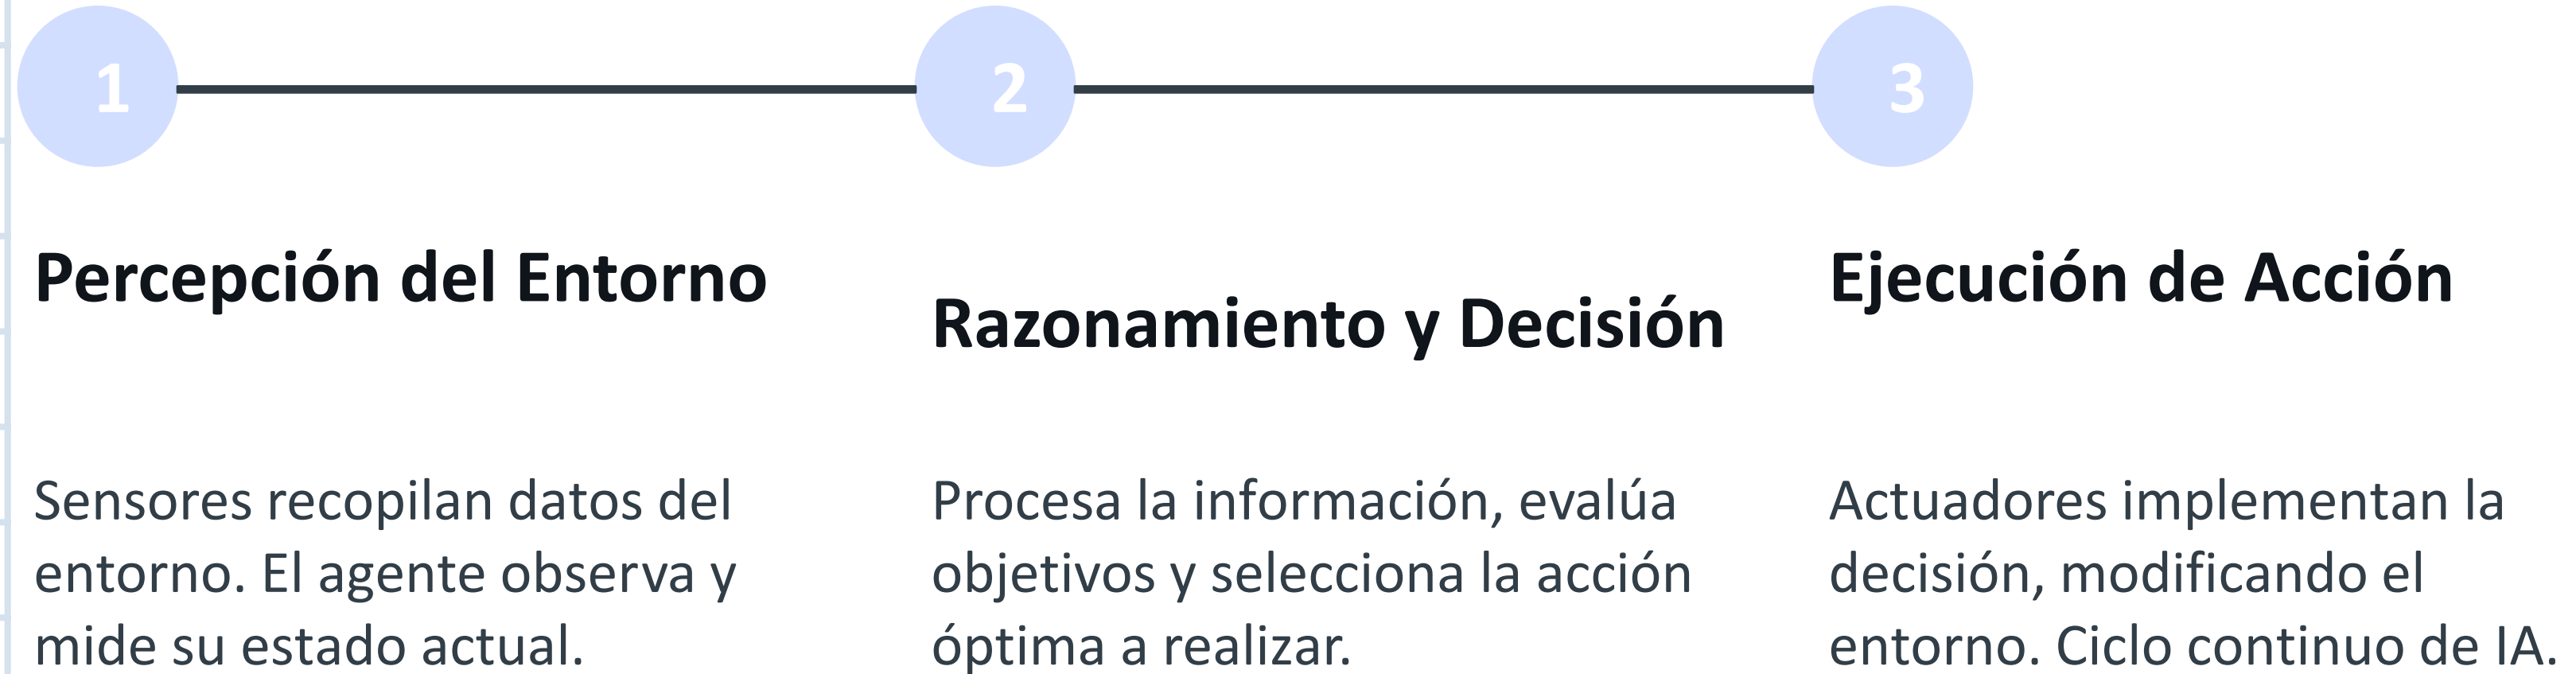 1
2
3
Percepción del Entorno
Razonamiento y Decisión
Ejecución de Acción
Sensores recopilan datos del
entorno. El agente observa y
mide su estado actual.
Procesa la información, evalúa
objetivos y selecciona la acción
óptima a realizar.
Actuadores implementan la
decisión, modificando el
entorno. Ciclo continuo de IA.